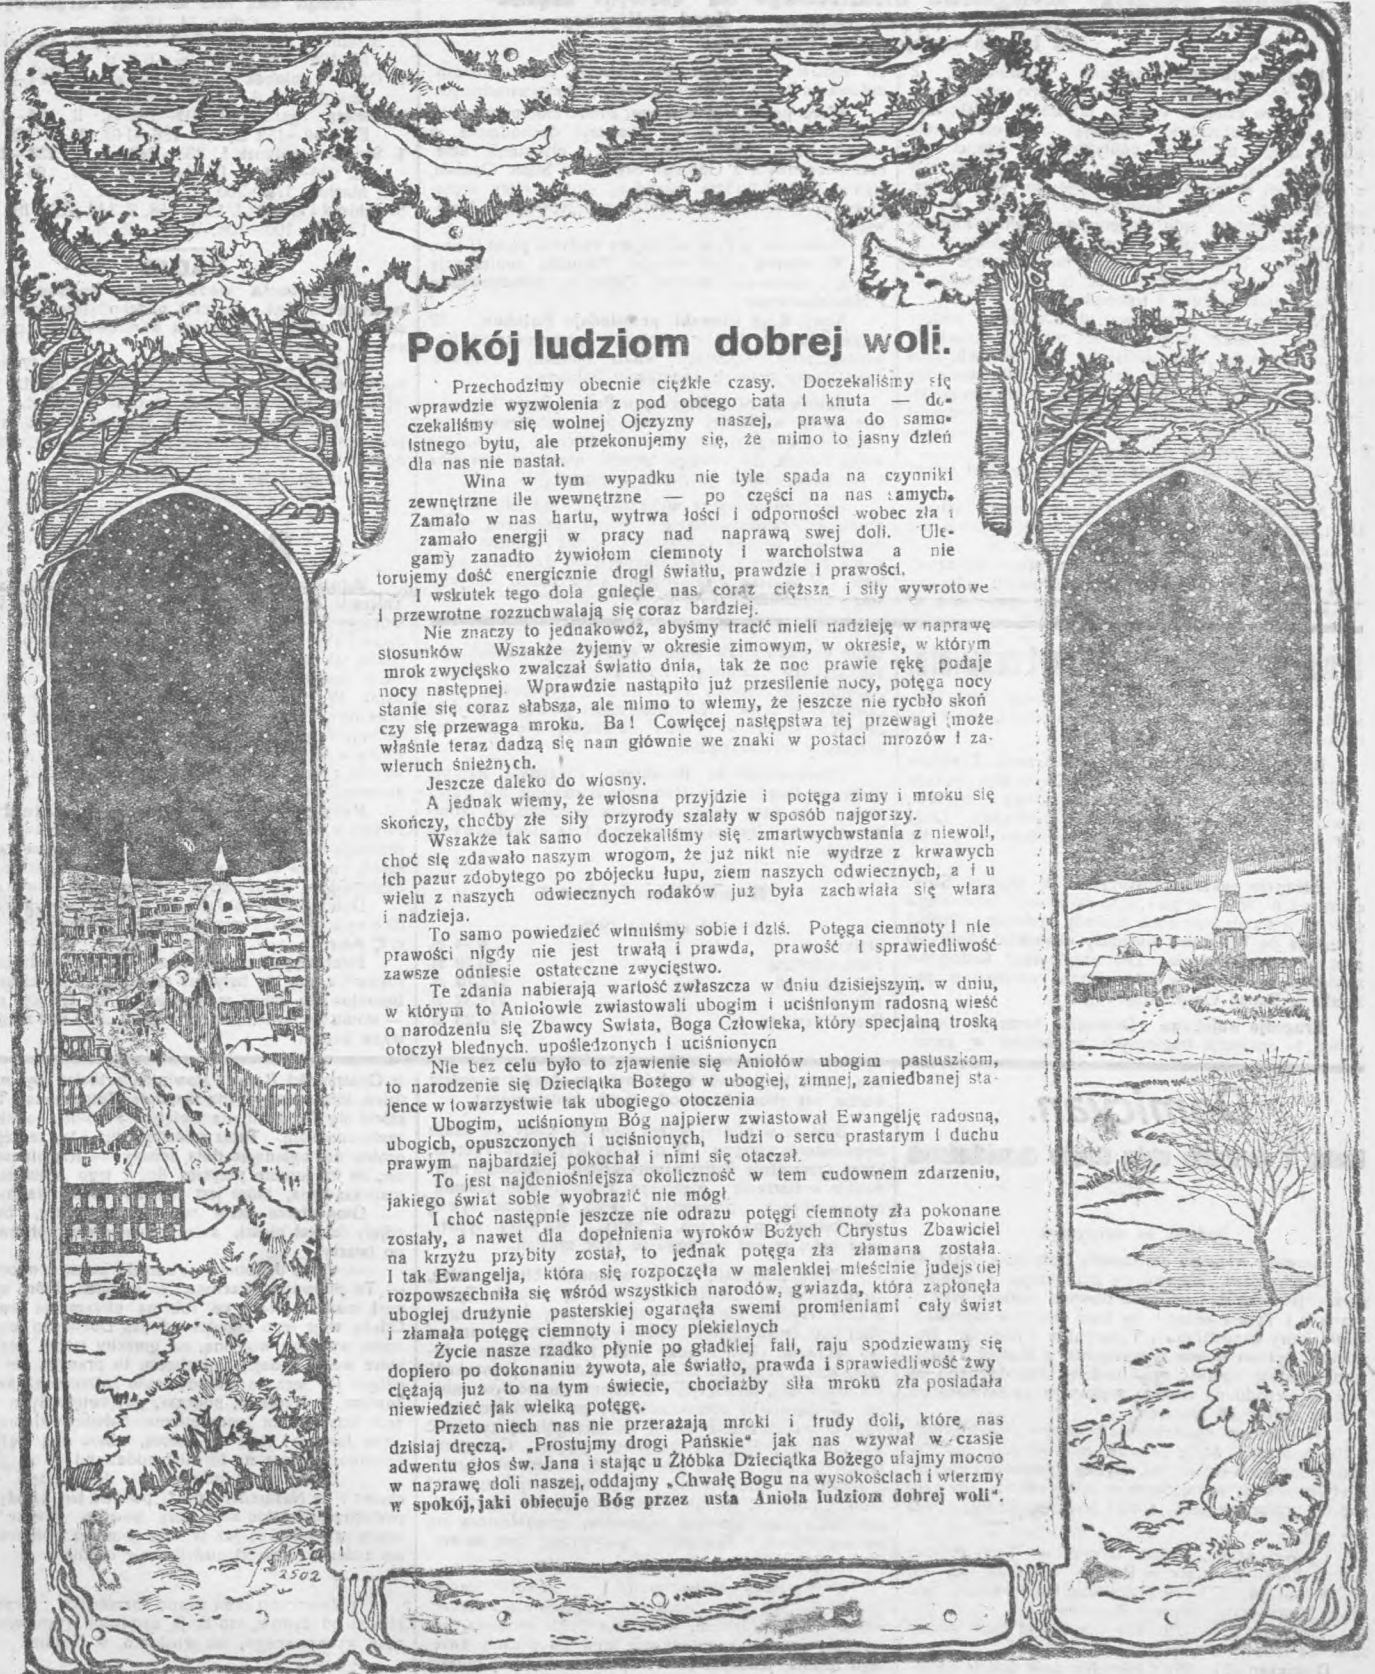 Pokój ludziom dobrej woli.
Przechodzimy obecnie ciężkie czasy. Doczekaliśmy się
wprawdzie wyzwolenia z pod obcego bata i knuta — do-
czekaliśmy się wolnej Ojczyzny naszej, prawa do samo-
istnego bytu, ale przekonujemy się, że mimo to jasny dzień
dla nas nie nastał.
Wina w tym wypadku nie tyle spada na czynniki
zewnętrzne ile wewnętrzne — po części na nas samych.
Zamało w nas hartu, wytrwa łości i odporności wobec zła i
zamało energji w pracy nad naprawą swej doli. Ule-
gamy zanadto żywiołom ciemnoty i warcholstwa a nie
torujemy dość energicznie drogi światłu, prawdzie i prawości.
I wskutek tego dola gniecie nas coraz cięższa i siły wywrotowe
i przewrotne rozzuchwalają się coraz bardziej.
Nie znaczy to jednakowoż, abyśmy tracić mieli nadzieję w naprawę
stosunków Wszakże żyjemy w okresie zimowym, w okresie, w którym
mrok zwycięsko zwalczał światło dnia, tak że noc prawie rękę podaje
nocy następnej. Wprawdzie nastąpiło już przesilenie nocy, potęga nocy
stanie się coraz słabsza, ale mimo to wiemy, że jeszcze nie rychło skoń
czy się przewaga mroku. Ba! Cowięcej następstwa tej przewagi może
właśnie teraz dadzą się nam głównie we znaki w postaci mrozów i za-
wieruch śnieżnych.
Jeszcze daleko do wiosny.
A jednak wiemy, że wiosna przyjdzie i potęga zimy i mroku się
skończy, choćby złe siły przyrody szalały w sposób najgorszy.
Wszakże tak samo doczekaliśmy się zmartwychwstania z niewoli,
choć się zdawało naszym wrogom, że już nikt nie wydrze z krwawych
ich pazur zdobytego po zbójecku łupu, ziem naszych odwiecznych, a i u
wielu z naszych odwiecznych rodaków już była zachwiała się wiara
i nadzieja.
To samo powiedzieć winniśmy sobie i dziś. Potęga ciemnoty i nie
prawości nigdy nie jest trwałą i prawda, prawość i sprawiedliwość
zawsze odniesie ostateczne zwycięstwo.
Te zdania nabierają wartość zwłaszcza w dniu dzisiejszym. w dniu,
w którym to Aniołowie zwiastowali ubogim i uciśnionym radosną wieść
o narodzeniu się Zbawcy Swiata, Boga Człowieka, który specjalną troską
otoczył biednych. upośledzonych i uciśnionych
Nie bez celu było to zjawienie się Aniołów ubogim pastuszkom,
to narodzenie się Dzieciątka Bożego w ubogiej, zimnej, zaniedbanej sta-
jence w towarzystwie tak ubogiego otoczenia
Ubogim, uciśnionym Bóg najpierw zwiastował Ewangelję radosną,
ubogich, opuszczonych i uciśnionych, ludzi o sercu prastarym i duchu
prawym najbardziej pokochał i nimi się otaczał.
To jest najdoniośniejsza okoliczność w tem cudownem zdarzeniu,
jakiego świat sobie wyobrazić nie mógł
I choć następnie jeszcze nie odrazu potęgi ciemnoty zła pokonane
zostały, a nawet dla dopełnienia wyroków Bożych Chrystus Zbawiciel
na krzyżu przybity został, to jednak potęga zła złamana została.
I tak Ewangelja, która się rozpoczęła w malenkiej mieścinie judejskiej
rozpowszechniła się wśród wszystkich narodów, gwiazda, która zapłonęła
ubogiej drużynie pasterskiej ogarnęła swemi promieniami cały świat
i złamała potęgę ciemnoty i mocy piekielnych
Życie nasze rzadko płynie po gładkiej fali, raju spodziewamy się
dopiero po dokonaniu żywota, ale światło, prawda i sprawiedliwość zwy
ciężają już to na tym świecie, chociażby siła mroku zła posiadała
niewiedzieć jak wielką potęgę.
Przeto niech nas nie przerażają mroki i trudy doli, które nas
dzisiaj dręczą. „Prostujmy drogi Pańskie" jak nas wzywał w czasie
adwentu głos św. Jana i stając u Żłóbka Dzieciątka Bożego ufajmy mocno
w naprawę doli naszej, oddajmy „Chwałę Bogu na wysokościach i wierzmy
w spokój, jaki obiecuje Bóg przez usta Anioła ludziom dobrej woli".
2502